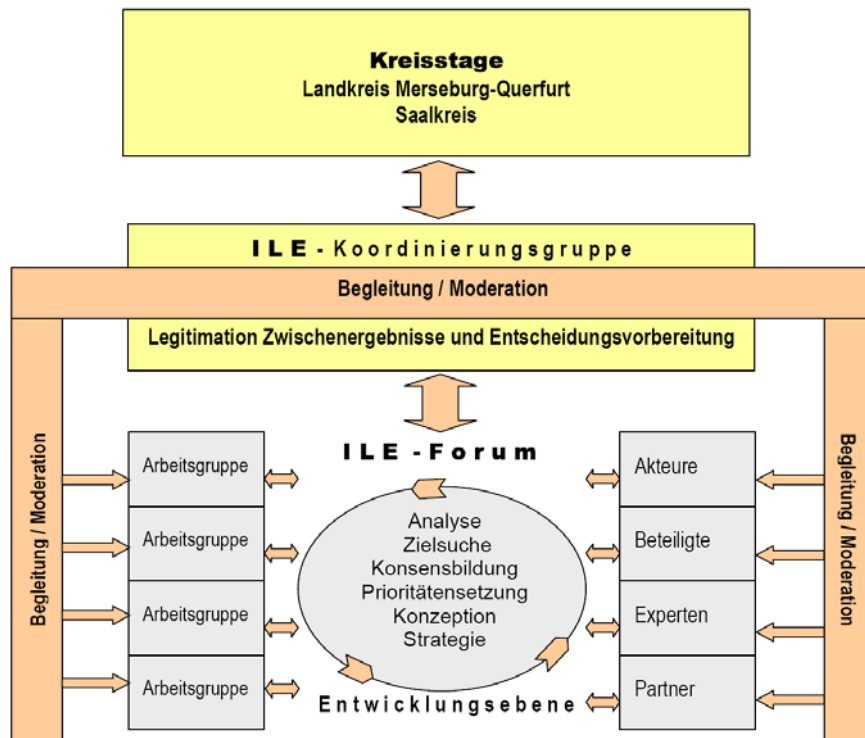 Kreisstage
Landkreis Merseburg-Querfurt
Saalkreis
ILE - Koordinierungsgruppe
Begleitung / Moderation
Legitimation Zwischenergebnisse und Entscheidungsvorbereitung
Begleitung / Moderation
ILE - Forum
Arbeitsgruppe
Arbeitsgruppe
Arbeitsgruppe
Arbeitsgruppe
Analyse
Zielsuche
Konsensbildung
Prioritätensetzung
Konzeption
Strategie
Entwicklungsebene
Akteure
Beteiligte
Experten
Partner
Begleitung / Moderation